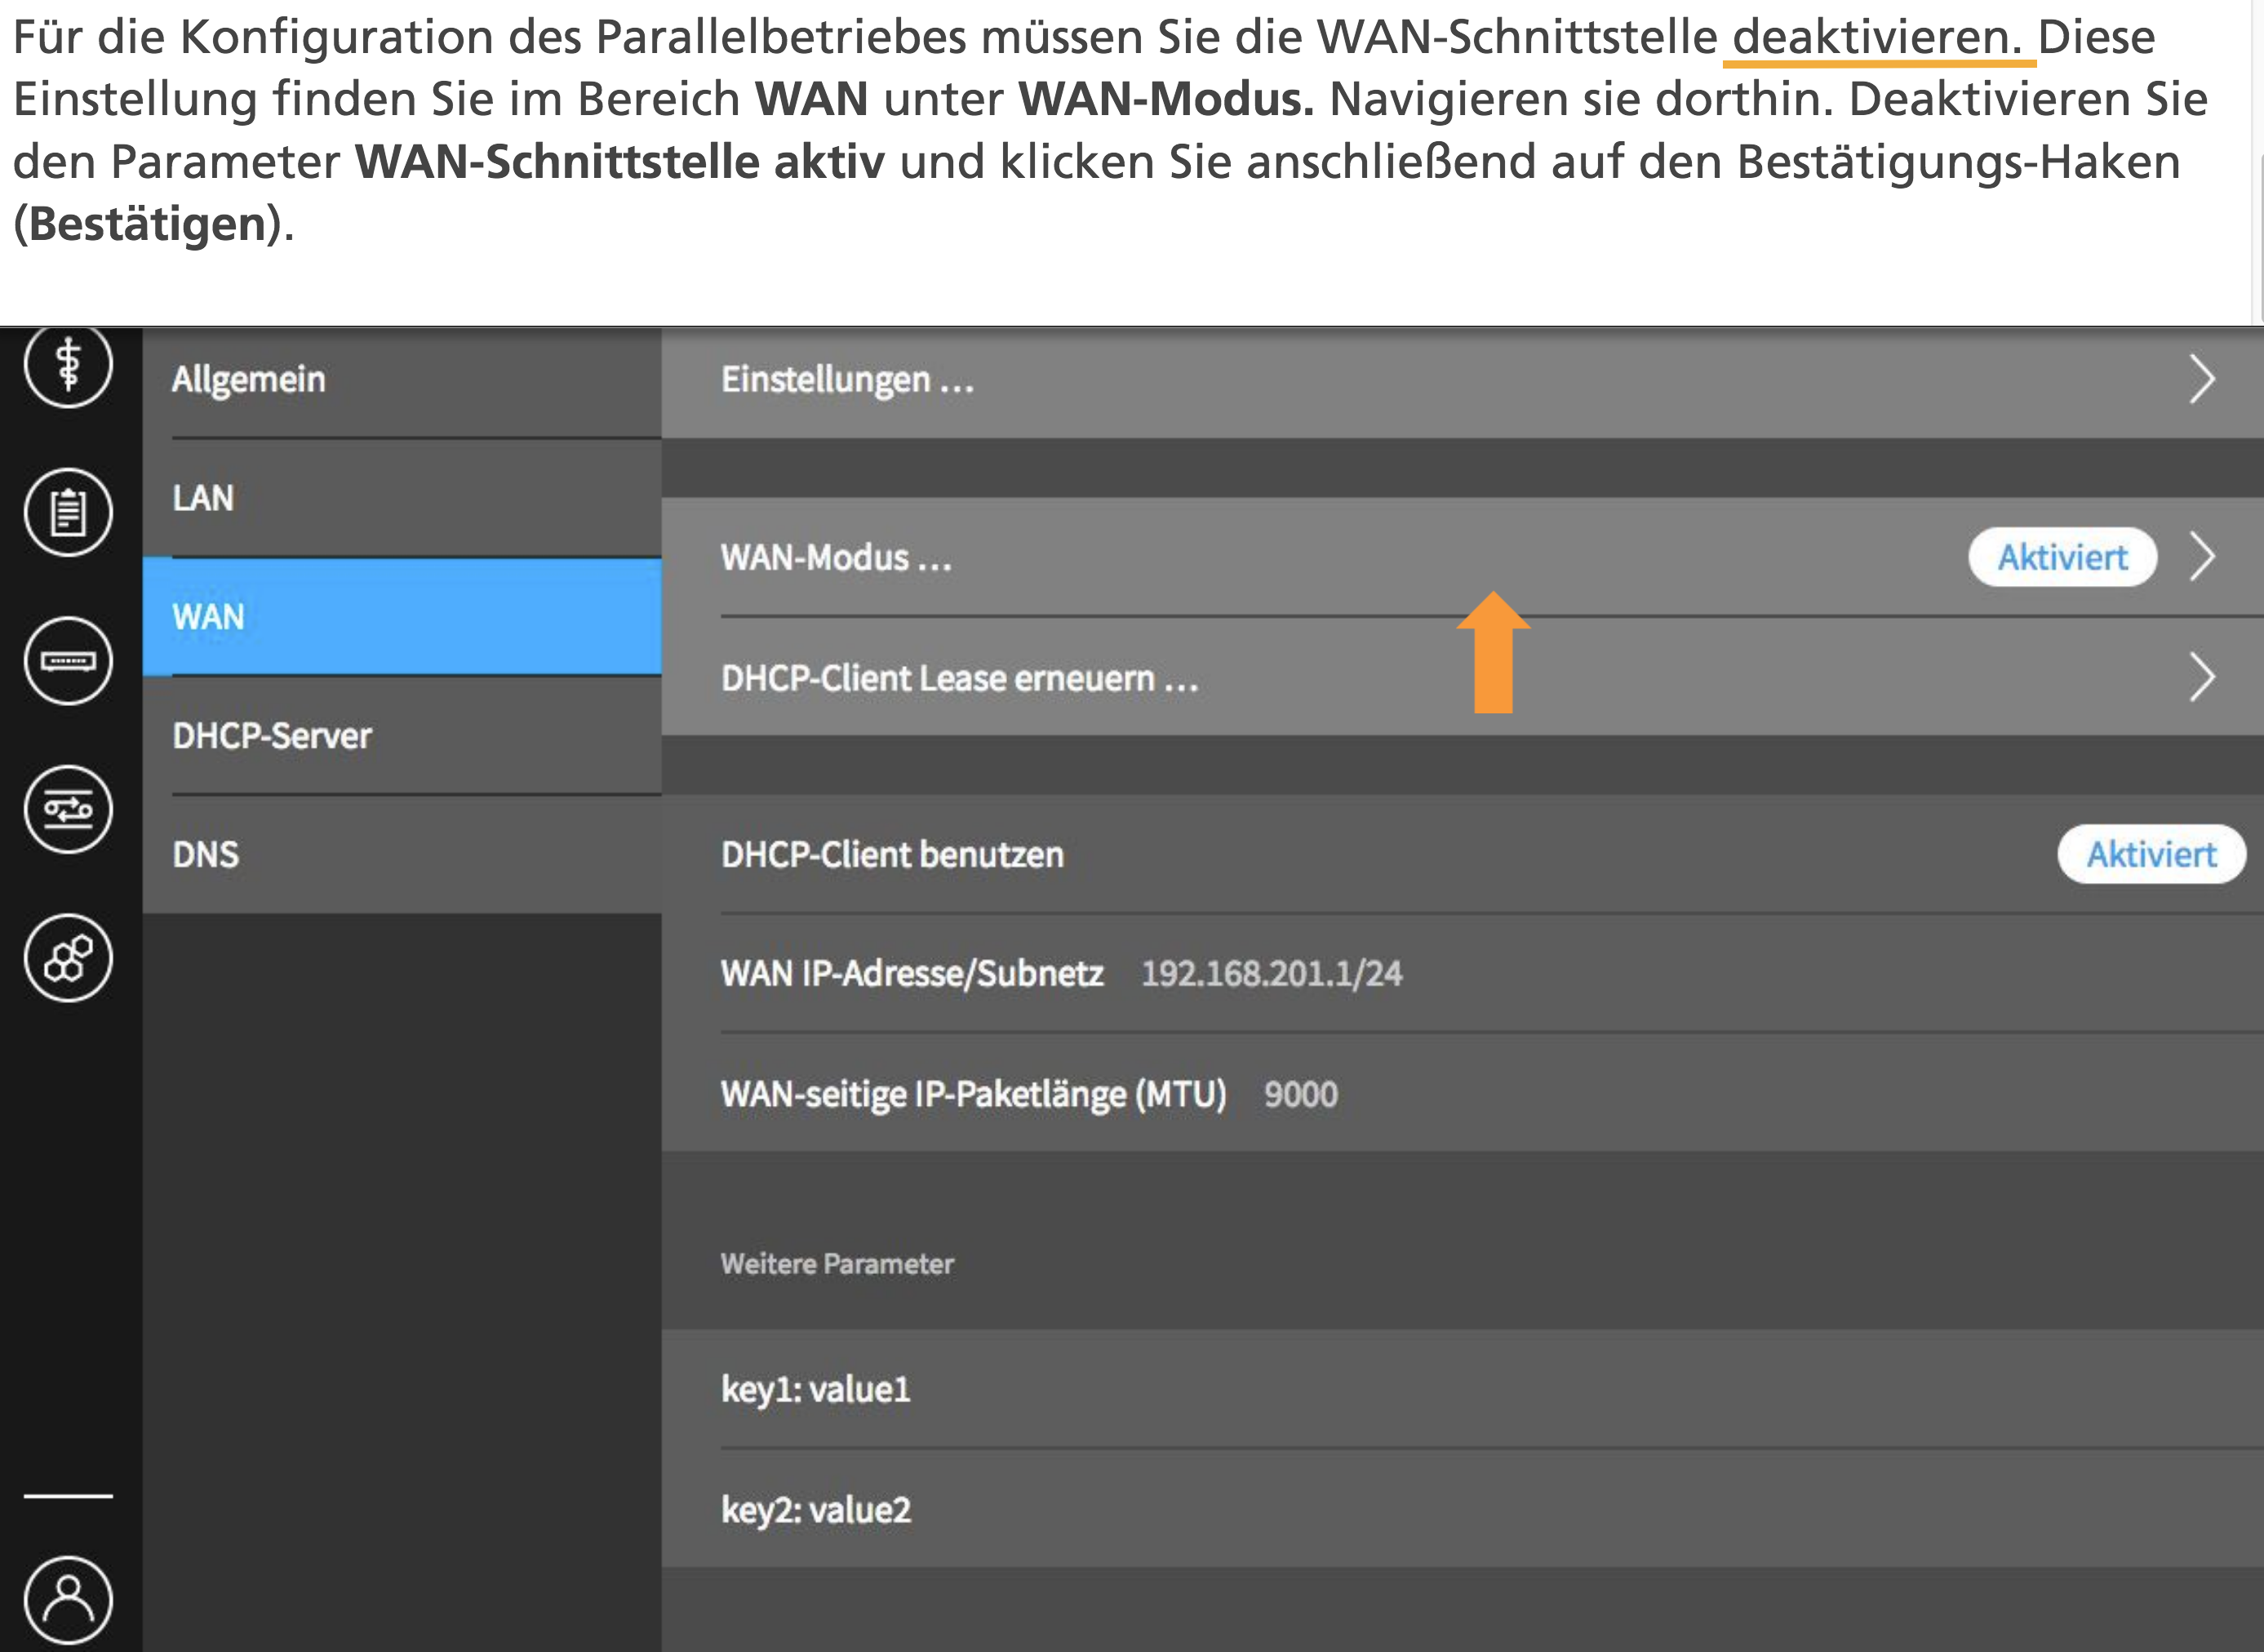 Für die Konfiguration des Parallelbetriebes müssen Sie die WAN-Schnittstelle deaktivieren. Diese
Einstellung finden Sie im Bereich WAN unter WAN-Modus. Navigieren sie dorthin. Deaktivieren Sie
den Parameter WAN-Schnittstelle aktiv und klicken Sie anschließend auf den Bestätigungs-Haken
(Bestätigen).
Allgemein
LAN
WAN
DHCP-Server
DNS
Einstellungen ...
WAN-Modus ... Aktiviert
DHCP-Client Lease erneuern ...
DHCP-Client benutzen Aktiviert
WAN IP-Adresse/Subnetz 192.168.201.1/24
WAN-seitige IP-Paketlänge (MTU) 9000
Weitere Parameter
key1: value1
key2: value2